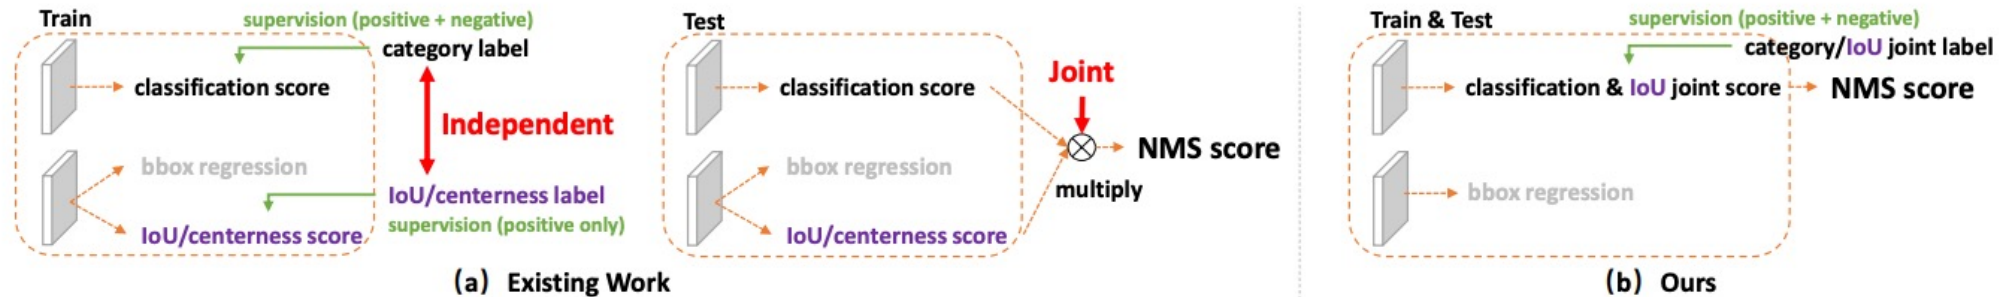 Train
supervision (positive + negative)
category label
classification score
Independent
bbox regression
IoU/centerness label
supervision (positive only)
IoU/centerness score
Test
classification score
Joint
NMS score
multiply
bbox regression
IoU/centerness score
(a) Existing Work
Train & Test
supervision (positive + negative)
category/IoU joint label
classification & IoU joint score
NMS score
bbox regression
(b) Ours